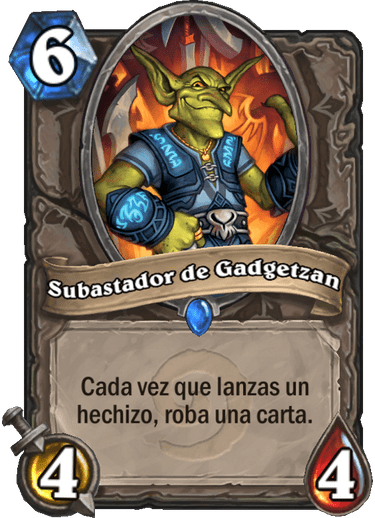 6
Subastador de Gadgetzan
Cada vez que lanzas un
hechizo, roba una carta.
4
4